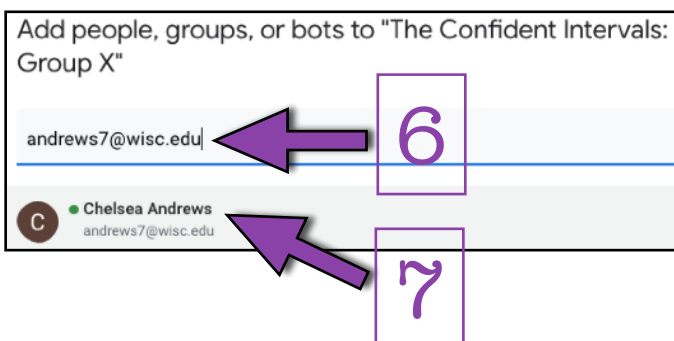 Add people, groups, or bots to "The Confident Intervals:
Group X"
andrews7@wisc.edu
6
C
Chelsea Andrews
andrews7@wisc.edu
7